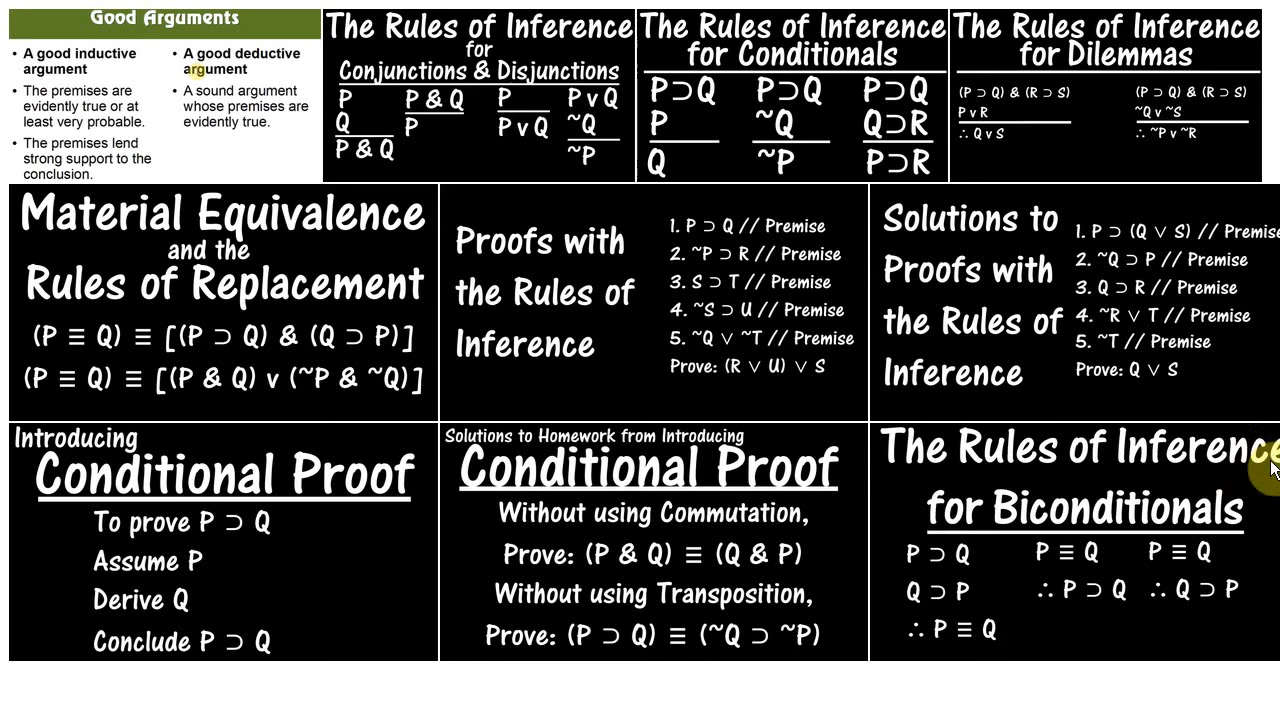 Good Arguments
• A good inductive argument
• The premises are evidently true or at least very probable.
• The premises lend strong support to the conclusion.
• A good deductive argument
• A sound argument whose premises are evidently true.
The Rules of Inference
for
Conjunctions & Disjunctions
P
Q
P & Q
P & Q
P
P
P v Q
P v Q
~Q
~P
The Rules of Inference
for Conditionals
P⊃Q
P
Q
P⊃Q
~Q
~P
P⊃Q
Q⊃R
P⊃R
The Rules of Inference
for Dilemmas
(P ⊃ Q) & (R ⊃ S)
P v R
∴ Q v S
(P ⊃ Q) & (R ⊃ S)
~Q v ~S
∴ ~P v ~R
Material Equivalence
and the
Rules of Replacement
(P ≡ Q) ≡ [(P ⊃ Q) & (Q ⊃ P)]
(P ≡ Q) ≡ [(P & Q) v (~P & ~Q)]
Proofs with
the Rules of
Inference
1. P ⊃ Q // Premise
2. ~P ⊃ R // Premise
3. S ⊃ T // Premise
4. ~S ⊃ U // Premise
5. ~Q ∨ ~T // Premise
Prove: (R ∨ U) ∨ S
Solutions to
Proofs with
the Rules of
Inference
1. P ⊃ (Q ∨ S) // Premise
2. ~Q ⊃ P // Premise
3. Q ⊃ R // Premise
4. ~R ∨ T // Premise
5. ~T // Premise
Prove: Q ∨ S
Introducing
Conditional Proof
To prove P ⊃ Q
Assume P
Derive Q
Conclude P ⊃ Q
Solutions to Homework from Introducing
Conditional Proof
Without using Commutation,
Prove: (P & Q) ≡ (Q & P)
Without using Transposition,
Prove: (P ⊃ Q) ≡ (~Q ⊃ ~P)
The Rules of Inference
for Biconditionals
P ⊃ Q
Q ⊃ P
∴ P ≡ Q
P ≡ Q
∴ P ⊃ Q
P ≡ Q
∴ Q ⊃ P